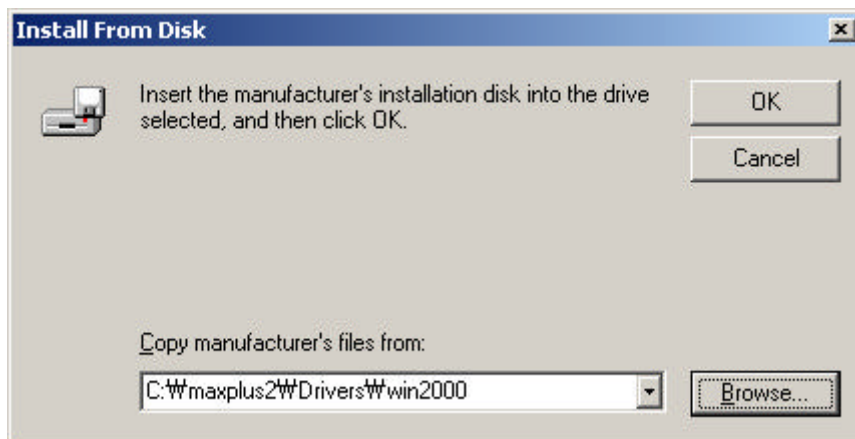 Install From Disk
Insert the manufacturer's installation disk into the drive
selected, and then click OK.
OK
Cancel
Copy manufacturer's files from:
C:₩maxplus2₩Drivers₩win2000
Browse...